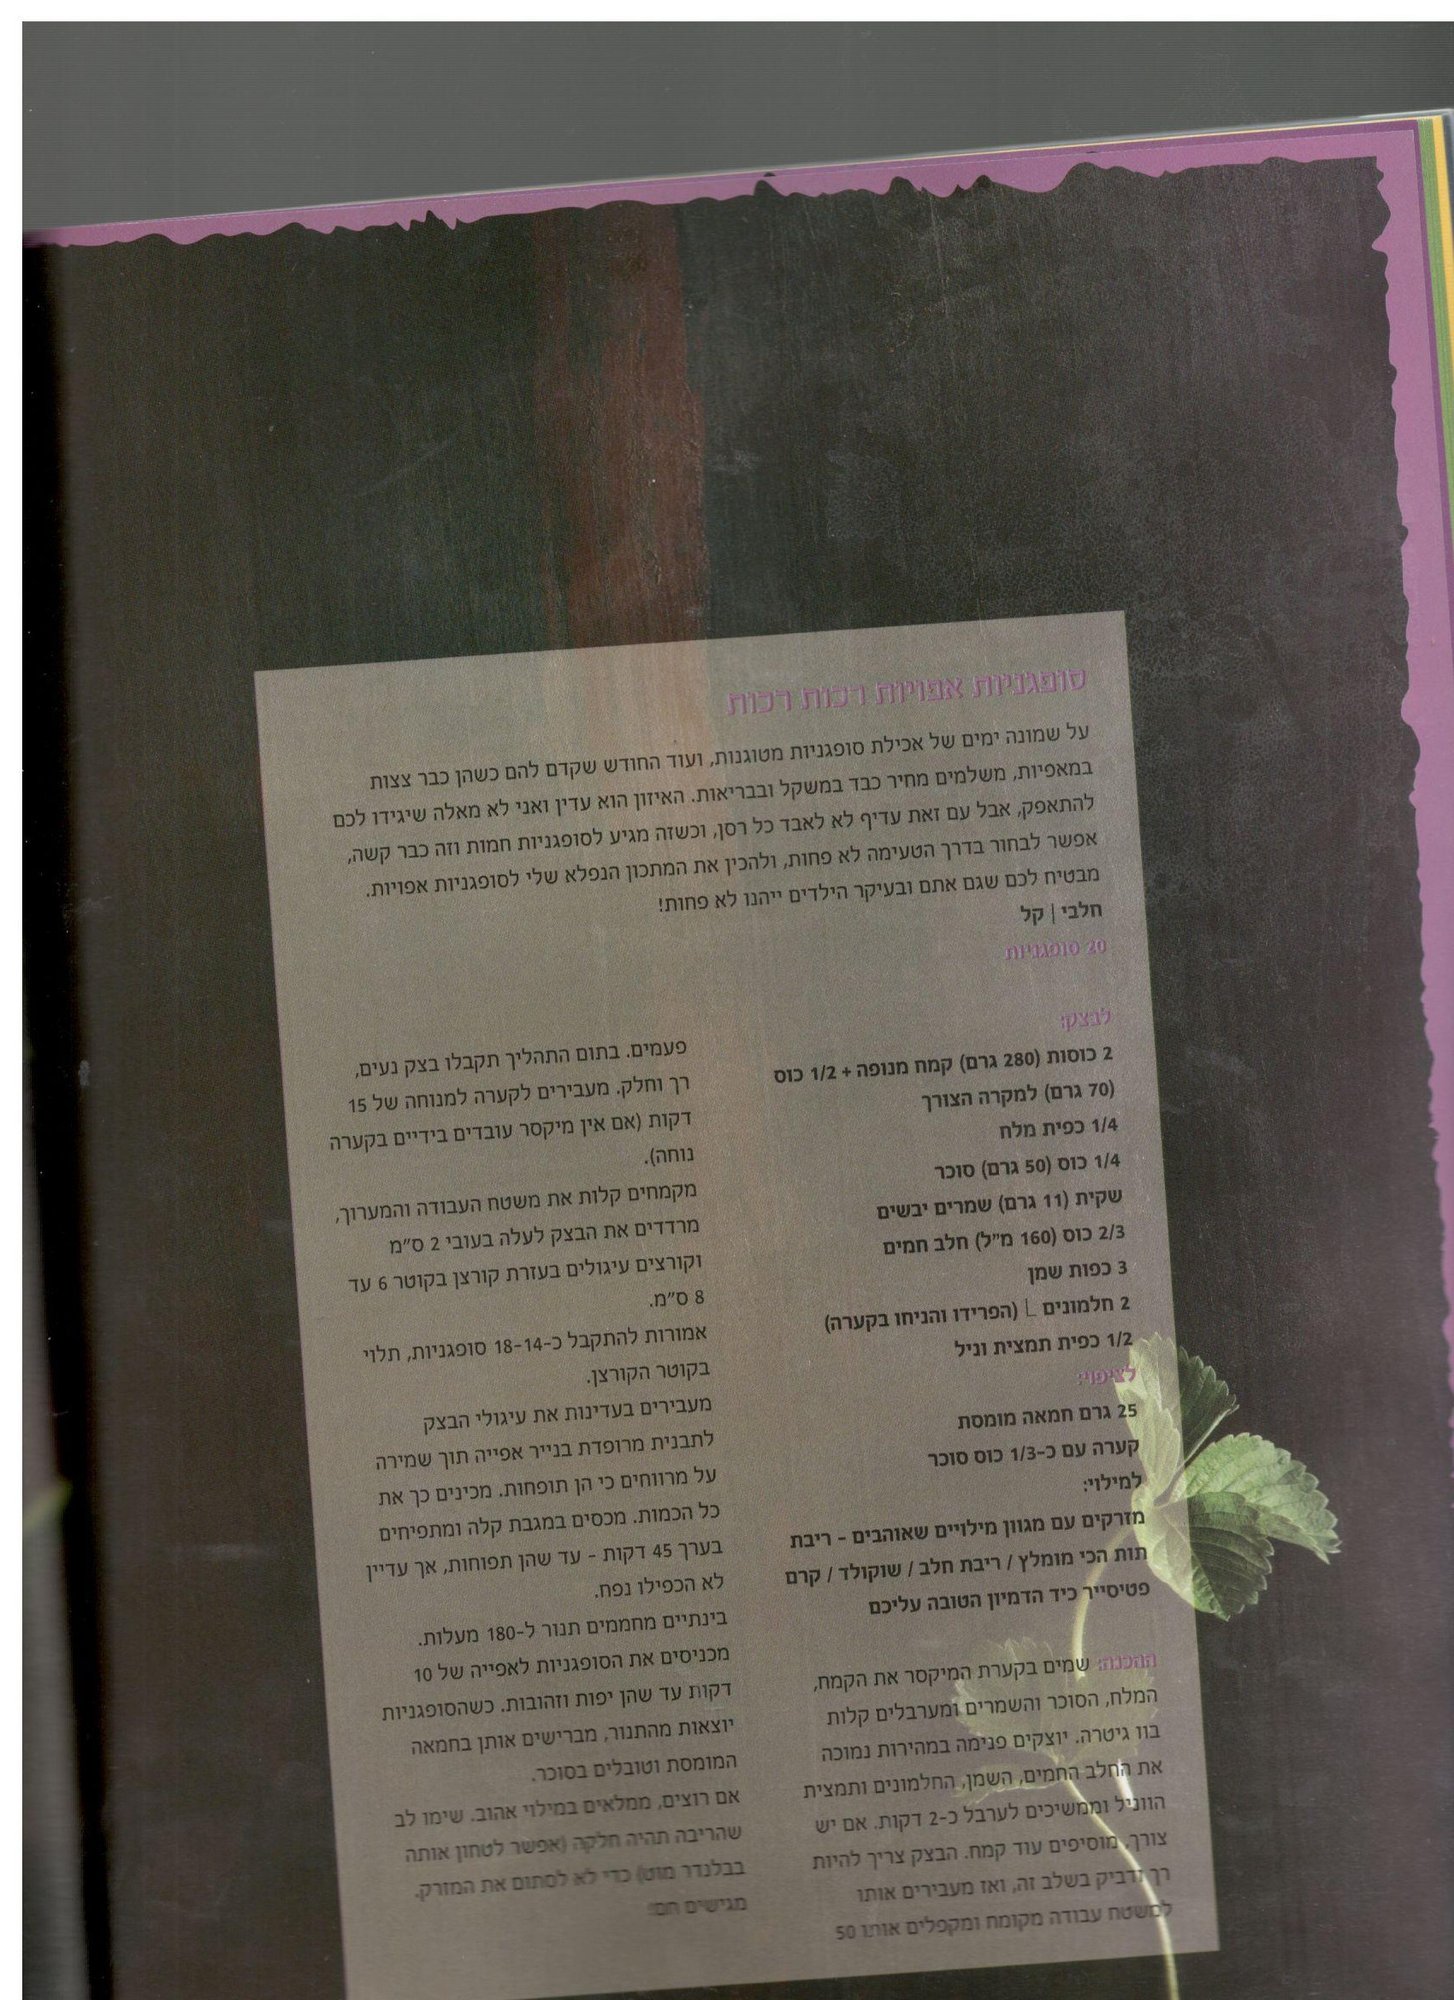 סופגניות אפויות רכות רכות
על שמונה ימים של אכילת סופגניות מטוגנות, ועוד החודש שקדם להם כשהן כבר צצות
במאפיות, משלמים מחיר כבד במשקל ובבריאות. האיזון הוא עדין ואני לא מאלה שיגידו לכם
להתאפק, אבל עם זאת עדיף לא לאבד כל רסן, וכשזה מגיע לסופגניות חמות וזה כבר קשה,
אפשר לבחור בדרך הטעימה לא פחות, ולהכין את המתכון הנפלא שלי לסופגניות אפויות.
מבטיח לכם שגם אתם ובעיקר הילדים ייהנו לא פחות!
חלבי | קל
20 סופגניות
לבצק:
2 כוסות (280 גרם) קמח מנופה + 1/2 כוס
(70 גרם) למקרה הצורך
1/4 כפית מלח
1/4 כוס (50 גרם) סוכר
שקית (11 גרם) שמרים יבשים
2/3 כוס (160 מ"ל) חלב חמים
3 כפות שמן
2 חלמונים L (הפרידו והניחו בקערה)
1/2 כפית תמצית וניל
לציפוי:
25 גרם חמאה מומסת
קערה עם כ-1/3 כוס סוכר
למילוי:
מזרקים עם מגוון מילויים שאוהבים - ריבת
תות הכי מומלץ / ריבת חלב / שוקולד / קרם
פטיסייר כיד הדמיון הטובה עליכם
ההכנה: שמים בקערת המיקסר את הקמח,
המלח, הסוכר והשמרים ומערבלים קלות
בוו גיטרה. יוצקים פנימה במהירות נמוכה
את החלב החמים, השמן, החלמונים ותמצית
הווניל וממשיכים לערבל כ-2 דקות. אם יש
צורך, מוסיפים עוד קמח. הבצק צריך להיות
רך ודביק בשלב זה, ואז מעבירים אותו
למשטח עבודה מקומח ומקפלים אותו 50
פעמים. בתום התהליך תקבלו בצק נעים,
רך וחלק. מעבירים לקערה למנוחה של 15
דקות (אם אין מיקסר עובדים בידיים בקערה
נוחה).
מקמחים קלות את משטח העבודה והמערוך,
מרדדים את הבצק לעלה בעובי 2 ס"מ
וקורצים עיגולים בעזרת קורצן בקוטר 6 עד
8 ס"מ.
אמורות להתקבל כ-14-18 סופגניות, תלוי
בקוטר הקורצן.
מעבירים בעדינות את עיגולי הבצק
לתבנית מרופדת בנייר אפייה תוך שמירה
על מרווחים כי הן תופחות. מכינים כך את
כל הכמות. מכסים במגבת קלה ומתפיחים
בערך 45 דקות - עד שהן תפוחות, אך עדיין
לא הכפילו נפח.
בינתיים מחממים תנור ל-180 מעלות.
מכניסים את הסופגניות לאפייה של 10
דקות עד שהן יפות וזהובות. כשהסופגניות
יוצאות מהתנור, מברישים אותן בחמאה
המומסת וטובלים בסוכר.
אם רוצים, ממלאים במילוי אהוב. שימו לב
שהריבה תהיה חלקה (אפשר לטחון אותה
בבלנדר מוט) כדי לא לסתום את המזרק.
מגישים חם!